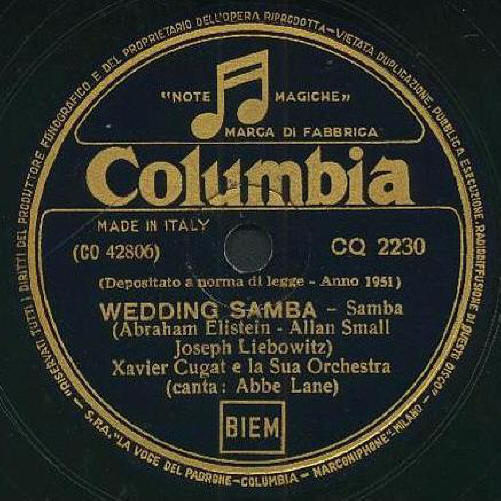 "RISERVATI TUTTI I DIRITTI DEL PRODUTTORE FONOGRAFICO E DEL PROPRIETARIO DELL'OPERA RIPRODOTTA - VIETATA DUPLICAZIONE, PUBBLICA ESECUZIONE, RADIODIFFUSIONE DI QUESTI DISCO"
"NOTE MAGICHE"
MARCA DI FABBRICA
Columbia
MADE IN ITALY
(CO 42806) CQ 2230
(Depositato a norma di legge - Anno 1951)
WEDDING SAMBA - Samba
(Abraham Elistein - Allan Small
Joseph Liebowitz)
Xavier Cugat e la Sua Orchestra
(canta: Abbe Lane)
BIEM
S.P.A. "LA VOCE DEL PADRONE - COLUMBIA - MARCONIPHONE" - MILANO -